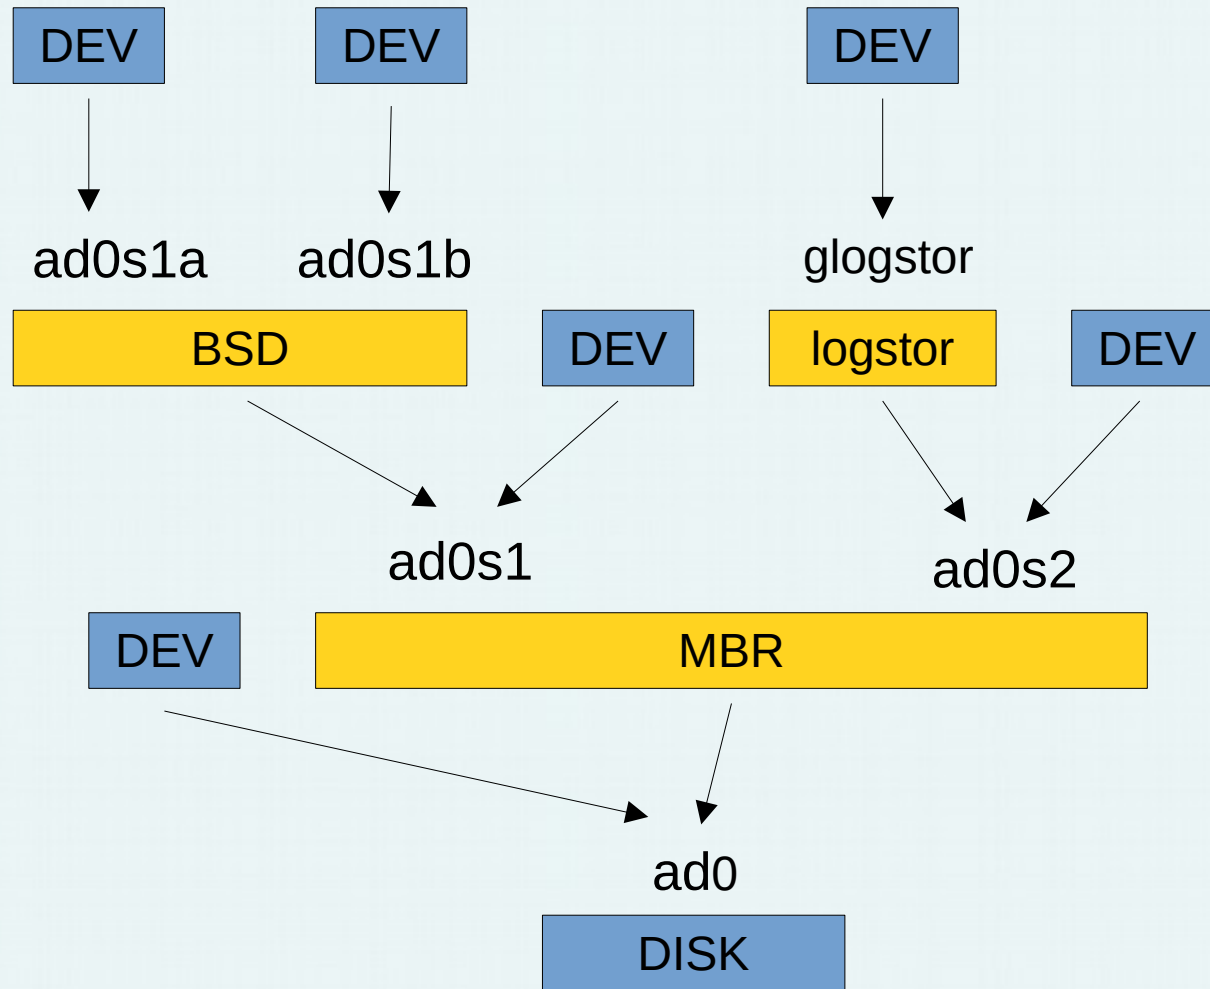 DEV
DEV
DEV
ad0s1a
ad0s1b
glogstor
BSD
DEV
logstor
DEV
ad0s1
ad0s2
DEV
MBR
ad0
DISK